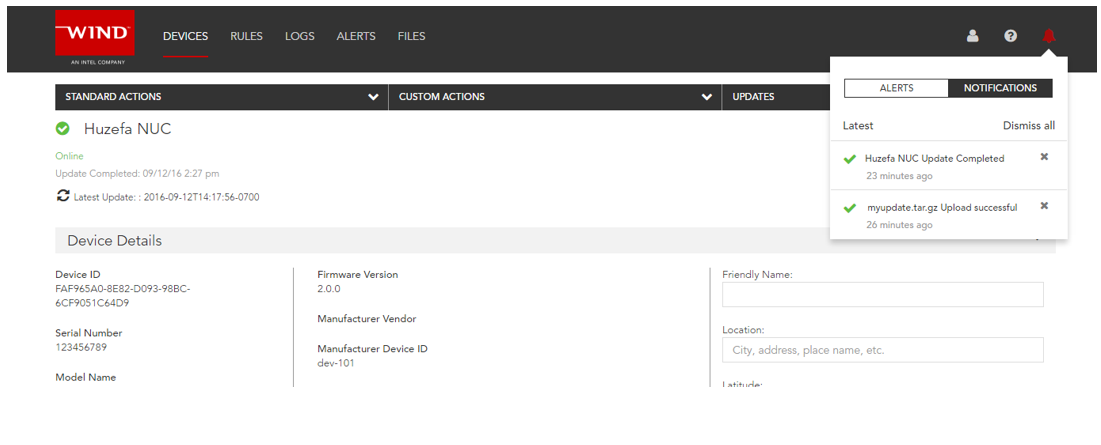 WIND
AN INTEL COMPANY
DEVICES
RULES
LOGS
ALERTS
FILES
STANDARD ACTIONS
CUSTOM ACTIONS
UPDATES
ALERTS
NOTIFICATIONS
Latest
Dismiss all
Huzefa NUC Update Completed
23 minutes ago
myupdate.tar.gz Upload successful
26 minutes ago
Huzefa NUC
Online
Update Completed: 09/12/16 2:27 pm
Latest Update: : 2016-09-12T14:17:56-0700
Device Details
Device ID
FAF965A0-8E82-D093-98BC-
6CF9051C64D9
Serial Number
123456789
Model Name
Firmware Version
2.0.0
Manufacturer Vendor
Manufacturer Device ID
dev-101
Friendly Name:
Location:
City, address, place name, etc.
Latitude: